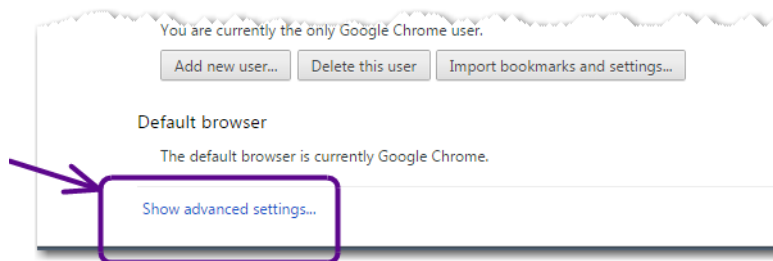 You are currently the only Google Chrome user.
Add new user... Delete this user Import bookmarks and settings...
Default browser
The default browser is currently Google Chrome.
Show advanced settings...